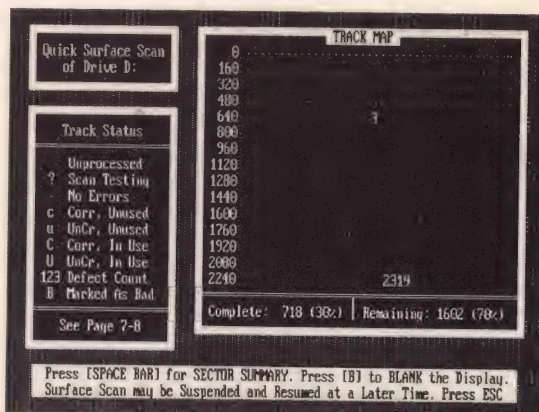 Quick Surface Scan
of Drive D:
Track Status
Unprocessed
? Scan Testing
. No Errors
c Corr, Unused
u UnCr, Unused
C Corr, In Use
U UnCr, In Use
123 Defect Count
B Marked As Bad
See Page 7-8
TRACK MAP
0
160
320
480
640
?
800
960
1120
1280
1440
1600
1760
1920
2080
2240
2319
Complete: 718 (30%)
Remaining: 1602 (70%)
Press [SPACE BAR] for SECTOR SUMMARY. Press [B] to BLANK the Display.
Surface Scan may be Suspended and Resumed at a Later Time. Press ESC